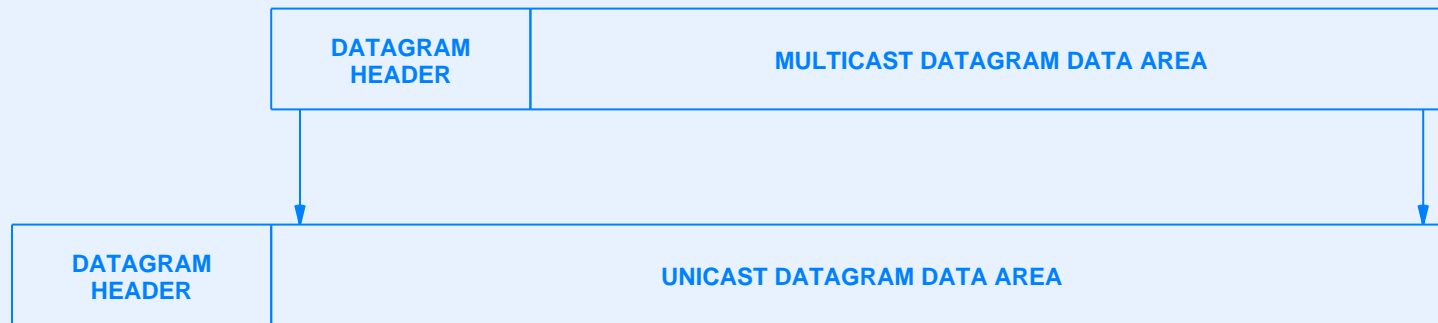 DATAGRAM
HEADER
MULTICAST DATAGRAM DATA AREA
DATAGRAM
HEADER
UNICAST DATAGRAM DATA AREA